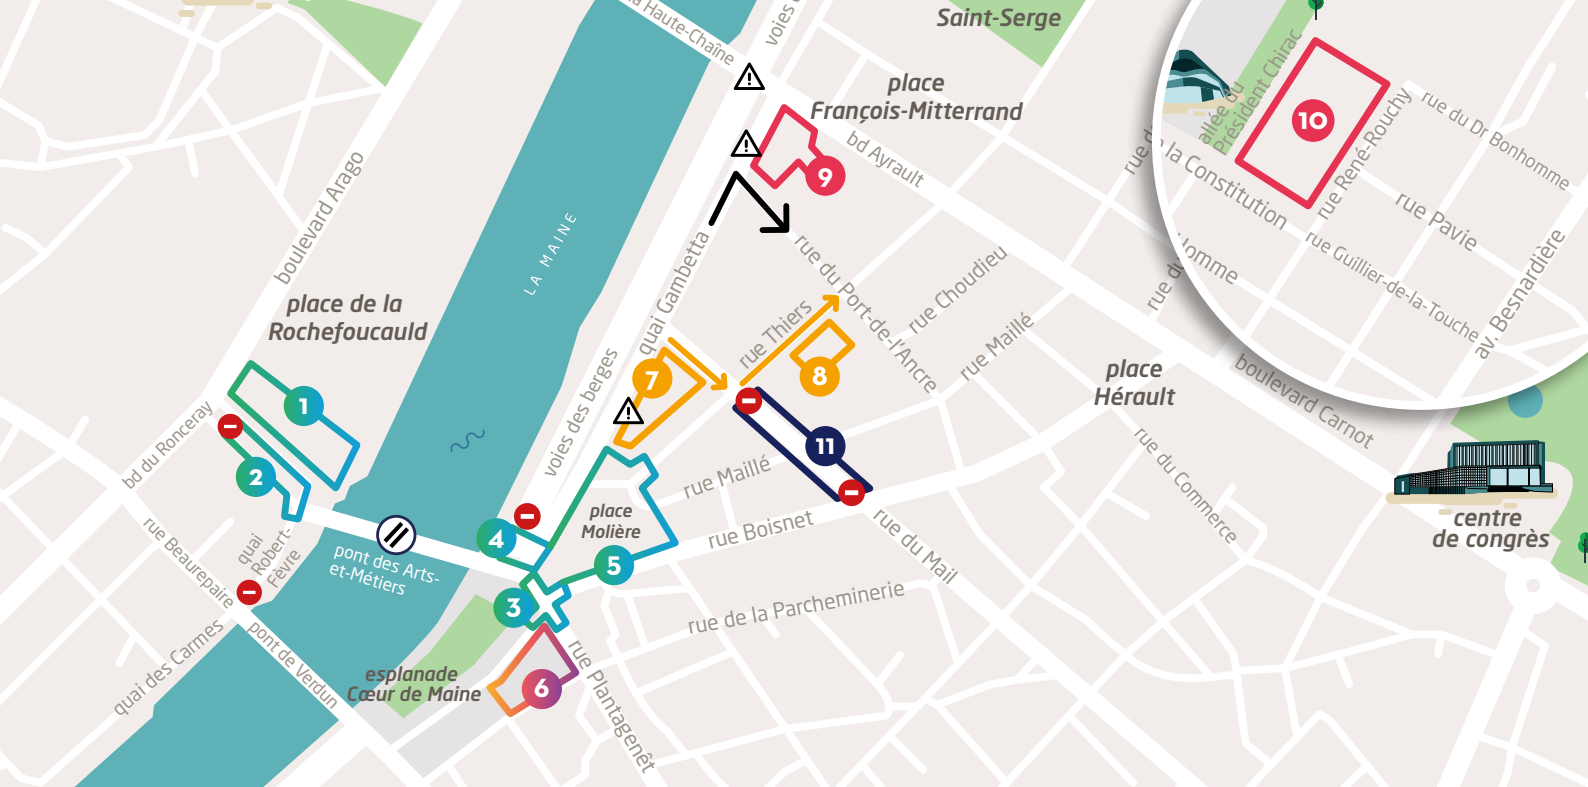 la Haute-Chaîne
voies
Saint-Serge
place
François-Mitterrand
bd Ayrault
9
boulevard Arago
LA MAINE
quai Gambetta
rue du Port-de-l'Ancre
rue Choudieu
rue Thiers
rue Maillé
8
7
place de la
Rochefoucauld
1
2
bd du Ronceray
voies des berges
11
rue Maillé
place
Molière
rue Boisnet
4
5
3
6
pont des Arts-
et-Métiers
quai
Robert-
Fèvre
rue Beaurepaire
quai des Carmes
pont de Verdun
esplanade
Cœur de Maine
rue Plantagenêt
rue de la Parcheminerie
rue du Mail
place
Hérault
rue du Commerce
boulevard Carnot
centre
de congrès
allée du
Président Chirac
10
rue du Dr Bonhomme
rue René-Rouchy
la Constitution
rue Pavie
rue Guillier-de-la-Touche
av. Besnardière
rue d
rue du
Homme